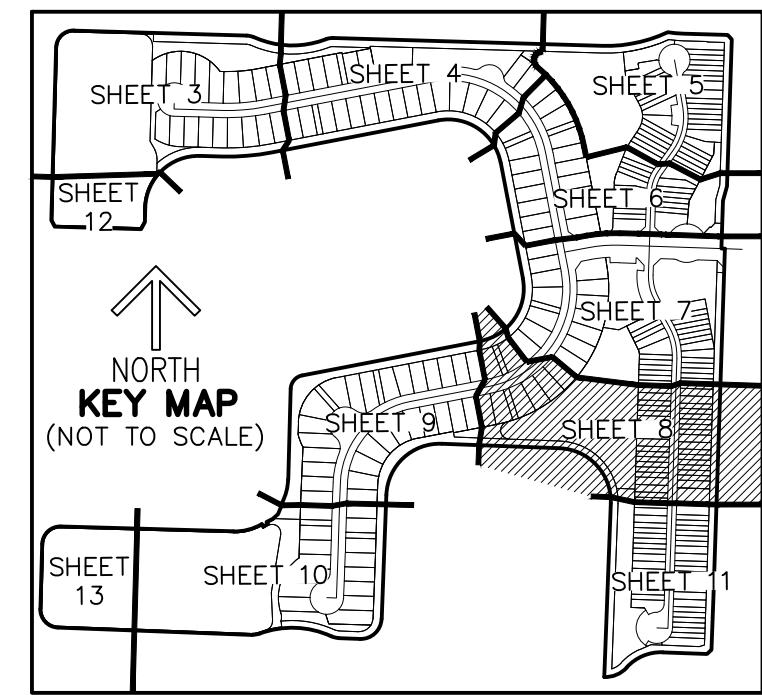 SHEET 3
SHEET 4
SHEET 5
SHEET
12
SHEET 6
SHEET 7
NORTH
KEY MAP
(NOT TO SCALE)
SHEET 9
SHEET 8
SHEET
13
SHEET 10
SHEET 11